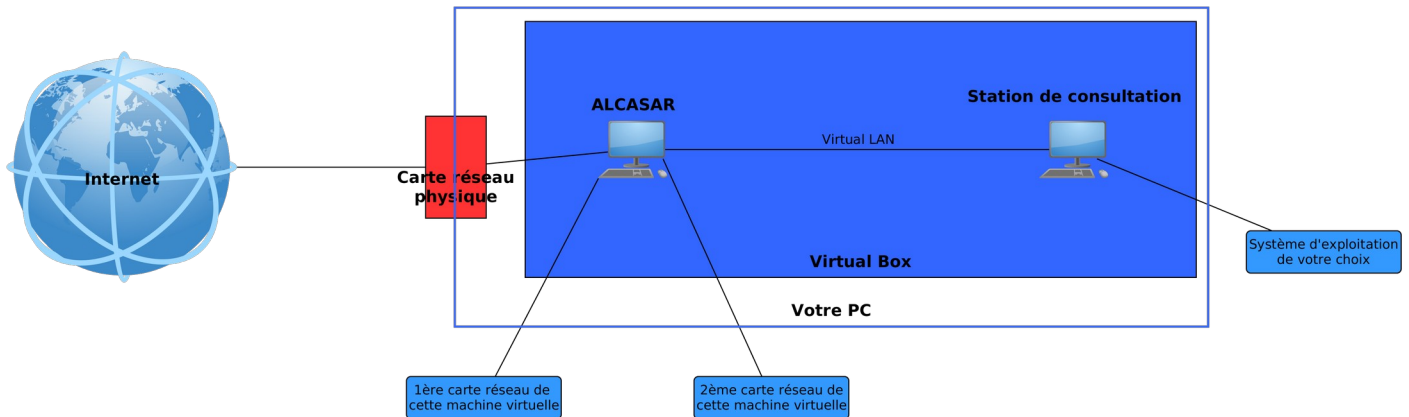 Internet
Carte réseau
physique
ALCASAR
Virtual LAN
Station de consultation
Système d'exploitation
de votre choix
Virtual Box
Votre PC
1ère carte réseau de
cette machine virtuelle
2ème carte réseau de
cette machine virtuelle